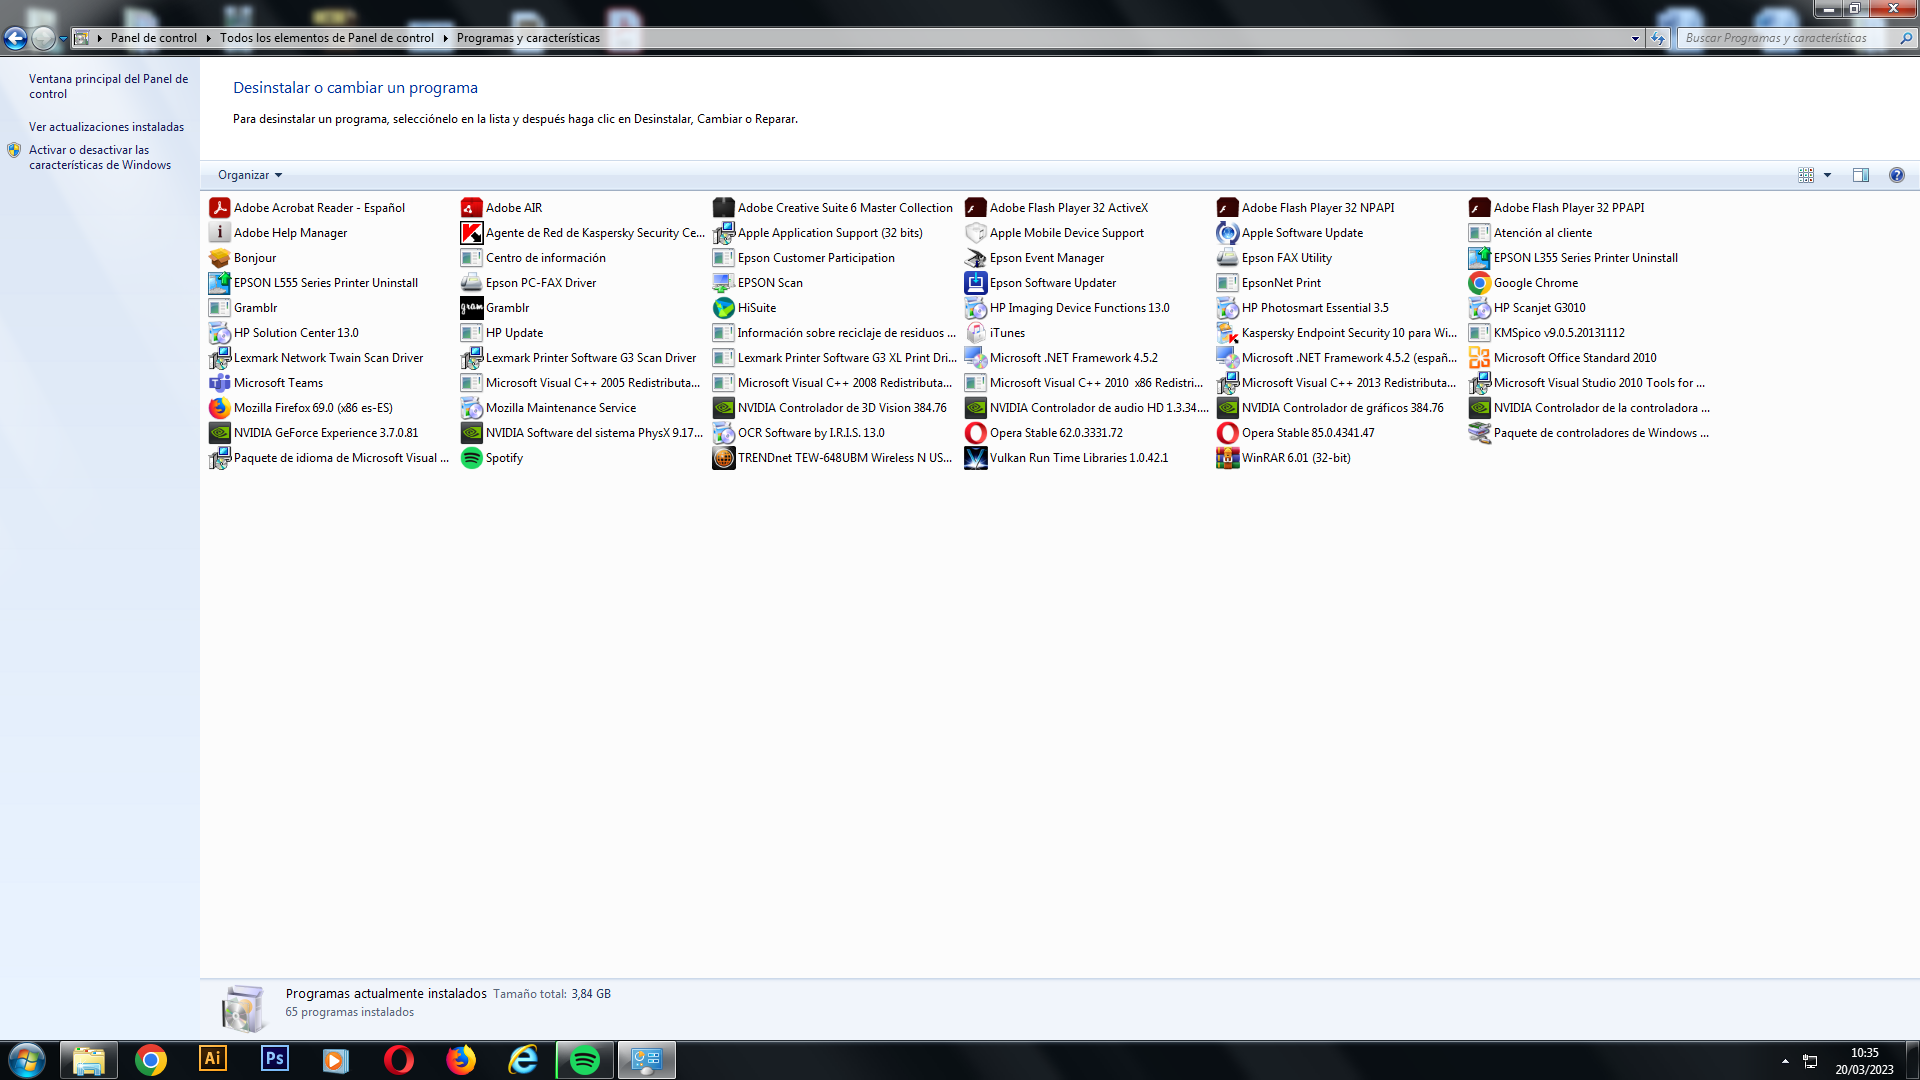 Panel de control
Todos los elementos de Panel de control
Programas y características
Buscar Programas y características
Ventana principal del Panel de
control
Ver actualizaciones instaladas
Activar o desactivar las
características de Windows
Desinstalar o cambiar un programa
Para desinstalar un programa, selecciónelo en la lista y después haga clic en Desinstalar, Cambiar o Reparar.
Organizar
Adobe Acrobat Reader - Español
Adobe AIR
Adobe Creative Suite 6 Master Collection
Adobe Flash Player 32 ActiveX
Adobe Flash Player 32 NPAPI
Adobe Flash Player 32 PPAPI
Adobe Help Manager
Agente de Red de Kaspersky Security Ce...
Apple Application Support (32 bits)
Apple Mobile Device Support
Apple Software Update
Atención al cliente
Bonjour
Centro de información
Epson Customer Participation
Epson Event Manager
Epson FAX Utility
EPSON L355 Series Printer Uninstall
EPSON L555 Series Printer Uninstall
Epson PC-FAX Driver
EPSON Scan
Epson Software Updater
EpsonNet Print
Google Chrome
Gramblr
gram
Gramblr
HiSuite
HP Imaging Device Functions 13.0
HP Photosmart Essential 3.5
HP Scanjet G3010
HP Solution Center 13.0
HP Update
Información sobre reciclaje de residuos ...
iTunes
Kaspersky Endpoint Security 10 para Wi...
KMSpico v9.0.5.20131112
Lexmark Network Twain Scan Driver
Lexmark Printer Software G3 Scan Driver
Lexmark Printer Software G3 XL Print Dri...
Microsoft .NET Framework 4.5.2
Microsoft .NET Framework 4.5.2 (españ...
Microsoft Office Standard 2010
Microsoft Teams
Microsoft Visual C++ 2005 Redistributa...
Microsoft Visual C++ 2008 Redistributa...
Microsoft Visual C++ 2010  x86 Redistri...
Microsoft Visual C++ 2013 Redistributa...
Microsoft Visual Studio 2010 Tools for ...
Mozilla Firefox 69.0 (x86 es-ES)
Mozilla Maintenance Service
NVIDIA Controlador de 3D Vision 384.76
NVIDIA Controlador de audio HD 1.3.34....
NVIDIA Controlador de gráficos 384.76
NVIDIA Controlador de la controladora ...
NVIDIA GeForce Experience 3.7.0.81
NVIDIA Software del sistema PhysX 9.17...
OCR Software by I.R.I.S. 13.0
Opera Stable 62.0.3331.72
Opera Stable 85.0.4341.47
Paquete de controladores de Windows ...
Paquete de idioma de Microsoft Visual ...
Spotify
TRENDnet TEW-648UBM Wireless N US...
Vulkan Run Time Libraries 1.0.42.1
WinRAR 6.01 (32-bit)
Programas actualmente instalados Tamaño total: 3,84 GB
65 programas instalados
Ai
Ps
10:35
20/03/2023